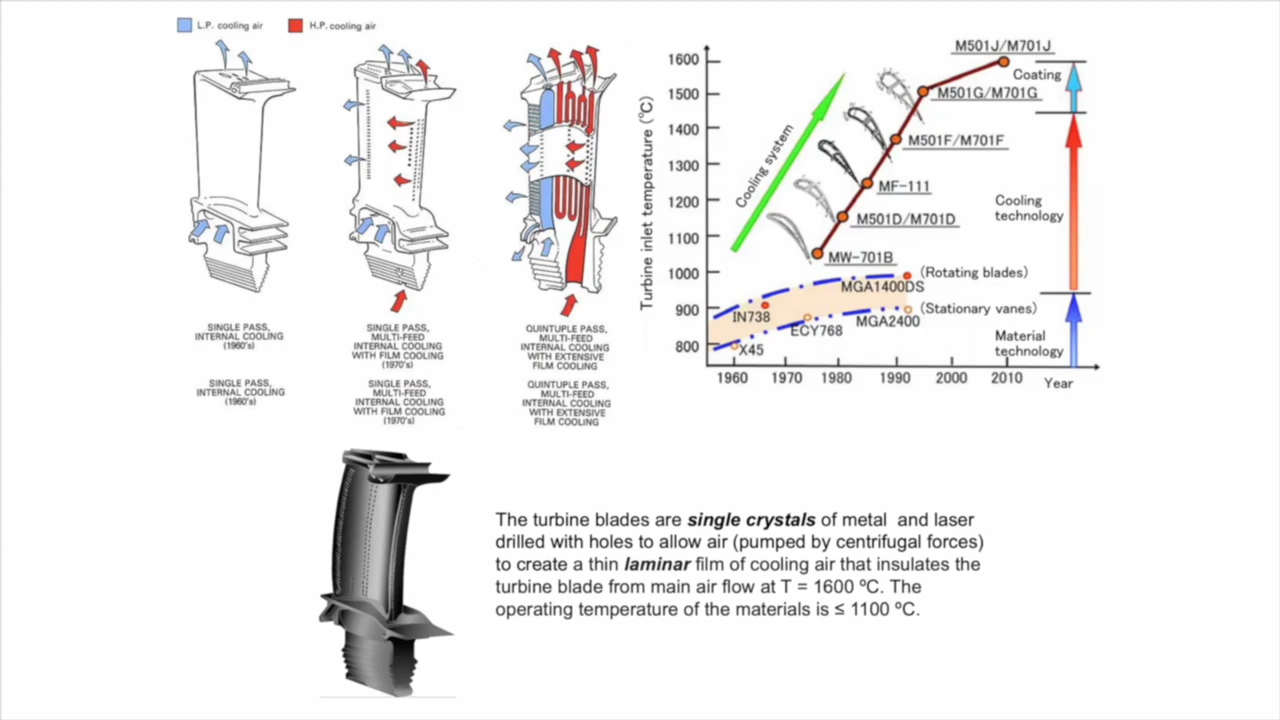 L.P. cooling air
H.P. cooling air
SINGLE PASS,
INTERNAL COOLING
(1960's)
SINGLE PASS,
MULTI-FEED
INTERNAL COOLING
WITH FILM COOLING
(1970's)
QUINTUPLE PASS,
MULTI-FEED
INTERNAL COOLING
WITH EXTENSIVE
FILM COOLING
SINGLE PASS,
INTERNAL COOLING
(1960's)
SINGLE PASS,
MULTI-FEED
INTERNAL COOLING
WITH FILM COOLING
(1970's)
QUINTUPLE PASS,
MULTI-FEED
INTERNAL COOLING
WITH EXTENSIVE
FILM COOLING
Turbine inlet temperature (℃)
1600
1500
1400
1300
1200
1100
1000
900
800
1960
1970
1980
1990
2000
2010
Year
Cooling system
M501J/M701J
M501G/M701G
M501F/M701F
MF-111
M501D/M701D
MW-701B
(Rotating blades)
MGA1400DS
(Stationary vanes)
MGA2400
IN738
ECY768
X45
Coating
Cooling
technology
Material
technology
The turbine blades are single crystals of metal and laser
drilled with holes to allow air (pumped by centrifugal forces)
to create a thin laminar film of cooling air that insulates the
turbine blade from main air flow at T = 1600 ºC. The
operating temperature of the materials is ≤ 1100 ºC.